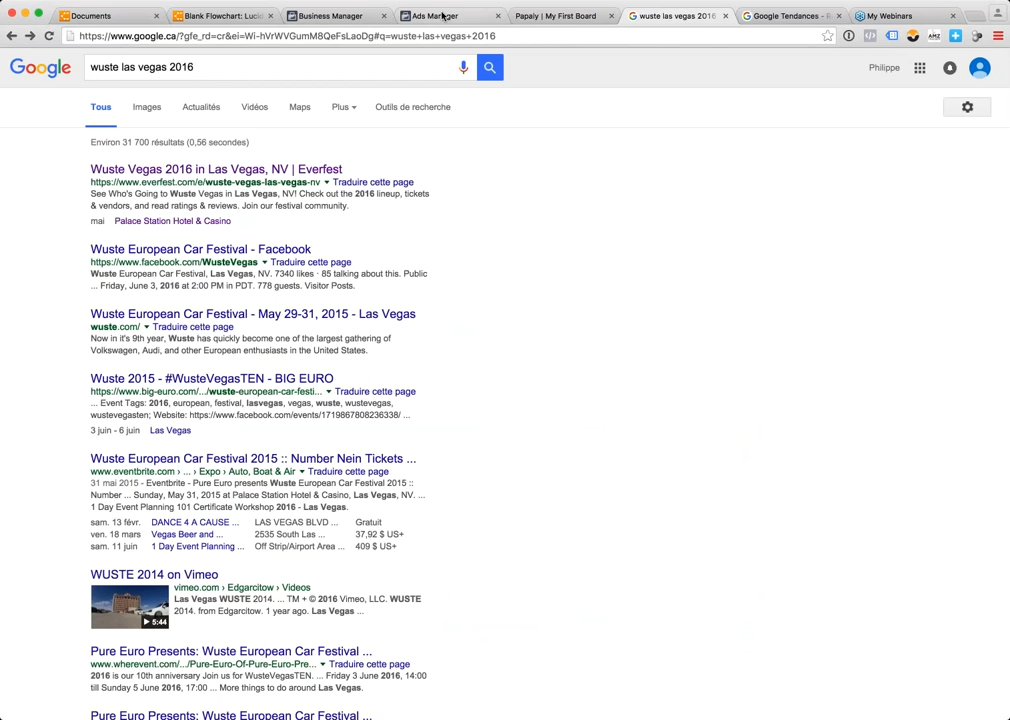 Documents
Blank Flowchart: Lucid
Business Manager
Ads Manager
Papaly | My First Board
wuste las vegas 2016
Google Tendances - R
My Webinars
https://www.google.ca/?gfe_rd=cr&ei=Wi-hVrWVGumM8QeFsLaoDg#q=wuste+las+vegas+2016
Google
wuste las vegas 2016
Philippe
Tous
Images
Actualités
Vidéos
Maps
Plus
Outils de recherche
Environ 31 700 résultats (0,56 secondes)
Wuste Vegas 2016 in Las Vegas, NV | Everfest
https://www.everfest.com/e/wuste-vegas-las-vegas-nv Traduire cette page
See Who's Going to Wuste Vegas in Las Vegas, NV! Check out the 2016 lineup, tickets
& vendors, and read ratings & reviews. Join our festival community.
mai Palace Station Hotel & Casino
Wuste European Car Festival - Facebook
https://www.facebook.com/WusteVegas Traduire cette page
Wuste European Car Festival, Las Vegas, NV. 7340 likes · 85 talking about this. Public
... Friday, June 3, 2016 at 2:00 PM in PDT. 778 guests. Visitor Posts.
Wuste European Car Festival - May 29-31, 2015 - Las Vegas
wuste.com/ Traduire cette page
Now in it's 9th year, Wuste has quickly become one of the largest gathering of
Volkswagen, Audi, and other European enthusiasts in the United States.
Wuste 2015 - #WusteVegasTEN - BIG EURO
https://www.big-euro.com/.../wuste-european-car-festi... Traduire cette page
... Event Tags: 2016, european, festival, lasvegas, vegas, wuste, wustevegas,
wustevegasten; Website: https://www.facebook.com/events/1719867808236338/ ...
3 juin - 6 juin Las Vegas
Wuste European Car Festival 2015 :: Number Nein Tickets ...
www.eventbrite.com › ... › Expo › Auto, Boat & Air Traduire cette page
31 mai 2015 - Eventbrite - Pure Euro presents Wuste European Car Festival 2015 ::
Number ... Sunday, May 31, 2015 at Palace Station Hotel & Casino, Las Vegas, NV. ...
1 Day Event Planning 101 Certificate Workshop 2016 - Las Vegas.
sam. 13 févr. DANCE 4 A CAUSE ... LAS VEGAS BLVD ... Gratuit
ven. 18 mars Vegas Beer and ... 2535 South Las ... 37,92 $ US+
sam. 11 juin 1 Day Event Planning ... Off Strip/Airport Area ... 409 $ US+
WUSTE 2014 on Vimeo
vimeo.com › Edgarcitow › Videos
Las Vegas WUSTE 2014. ... TM + © 2016 Vimeo, LLC. WUSTE
2014. from Edgarcitow. 1 year ago. Las Vegas ...
5:44
Pure Euro Presents: Wuste European Car Festival ...
www.wherevent.com/.../Pure-Euro-Of-Pure-Euro-Pre... Traduire cette page
2016 is our 10th anniversary Join us for WusteVegasTEN. ... Friday 3 June 2016, 14:00
till Sunday 5 June 2016, 17:00 ... More things to do around Las Vegas.
Pure Euro Presents: Wuste European Car Festival ...